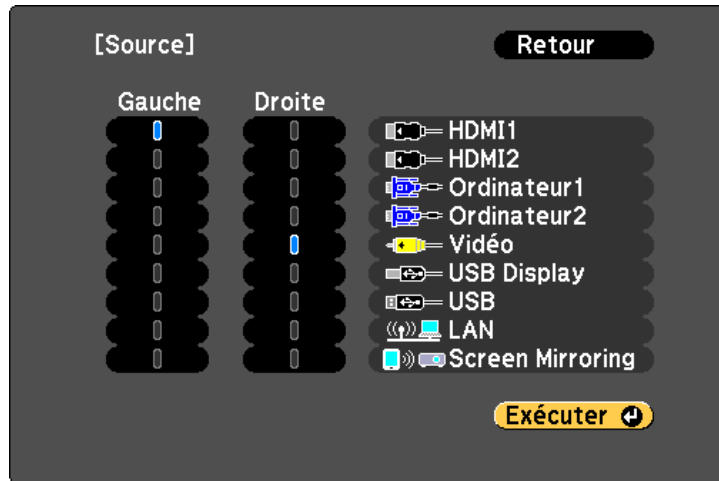 [Source] Retour
Gauche Droite
HDMI1
HDMI2
Ordinateur1
Ordinateur2
Vidéo
USB Display
USB
LAN
Screen Mirroring
Exécuter